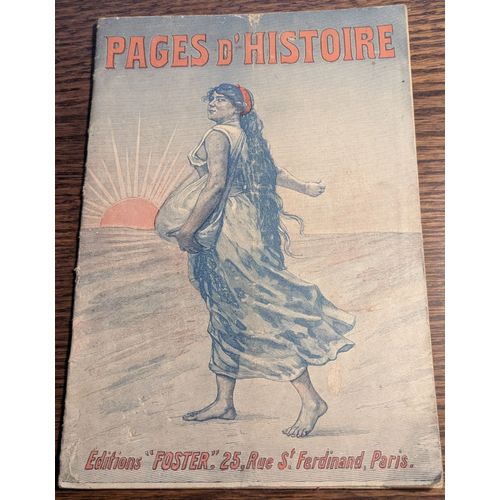 PAGES D'HISTOIRE
Editions "FOSTER". 25, Rue St Ferdinand, Paris.